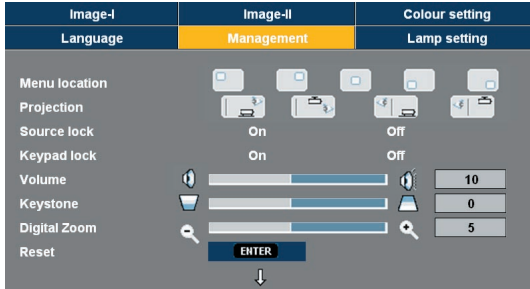 Image-I Image-II Colour setting
Language Management Lamp setting
Menu location
Projection
Source lock On Off
Keypad lock On Off
Volume 10
Keystone 0
Digital Zoom 5
Reset ENTER